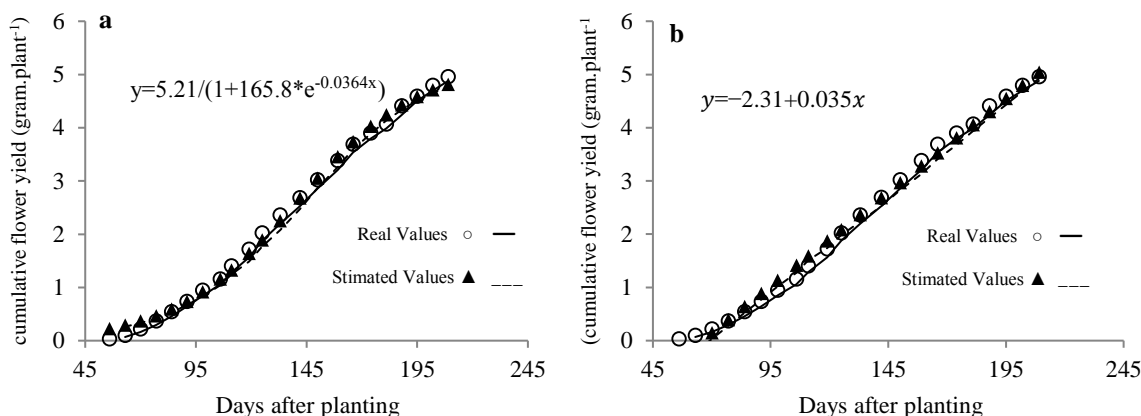 a
cumulative flower yield (gram.plant-1)
6
5
4
3
2
1
0
y=5.21/(1+165.8*e-0.0364x)
Real Values
Stimated Values
45 95 145 195 245
Days after planting
b
(cumulative flower yield (gram.plant-1
6
5
4
3
2
1
0
y=−2.31+0.035x
Real Values
Stimated Values
45 95 145 195 245
Days after planting